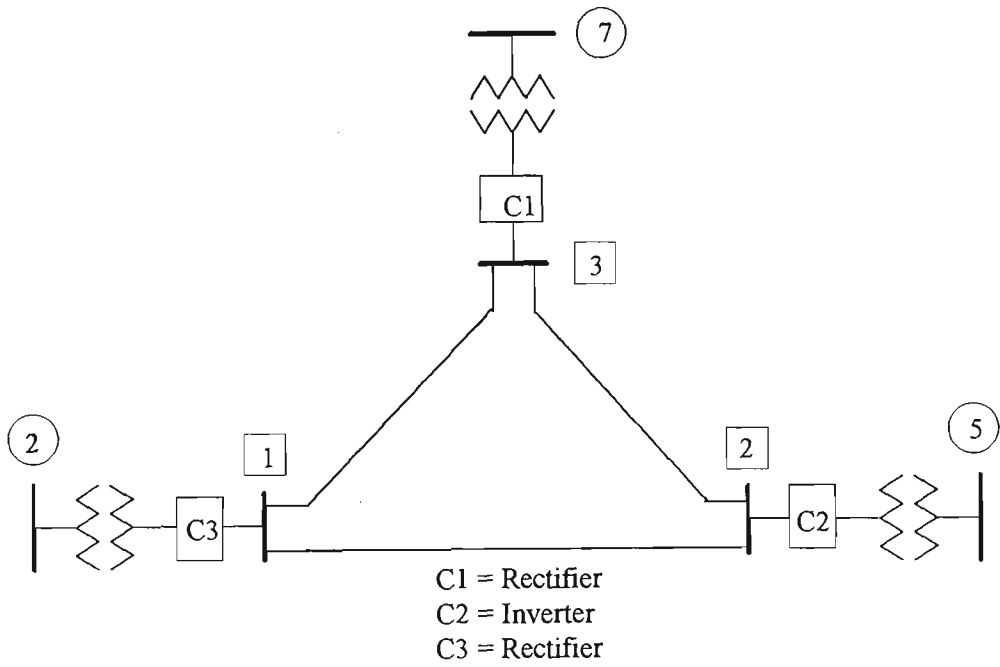 7
C1
3
2
1
2
5
C3
C2
C1 = Rectifier
C2 = Inverter
C3 = Rectifier